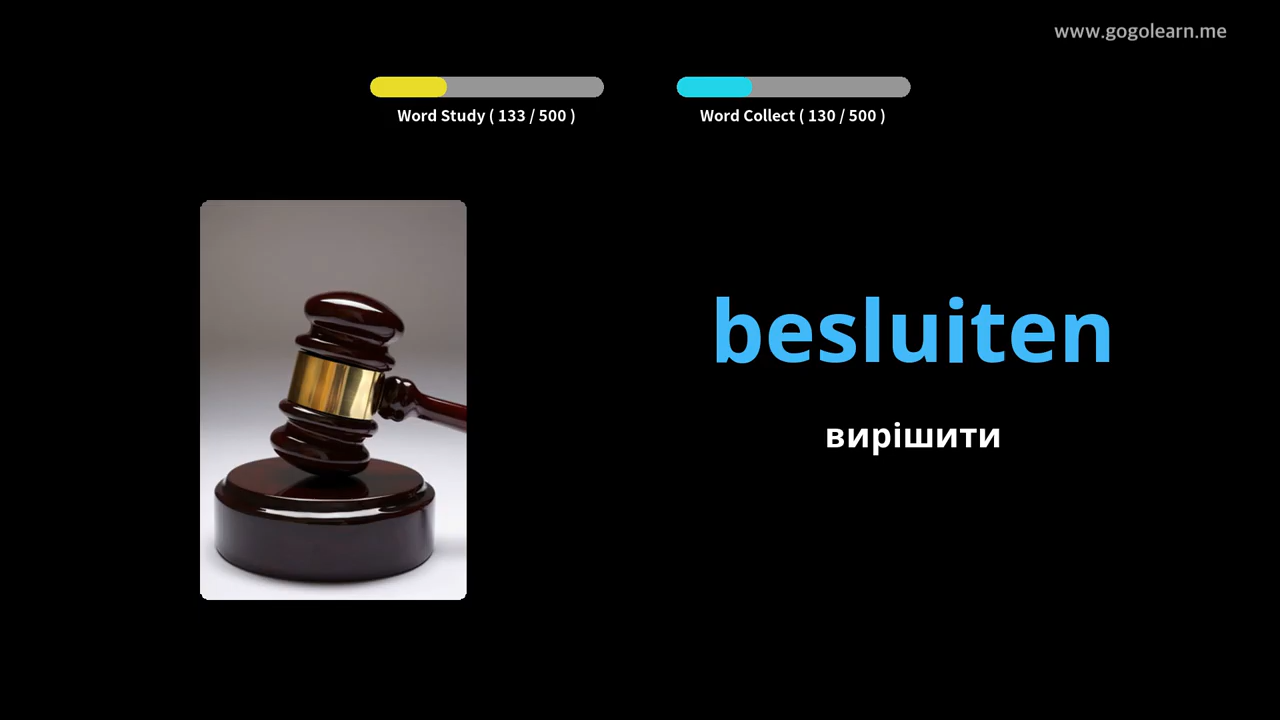 www.gogolearn.me
Word Study ( 133 / 500 )
Word Collect ( 130 / 500 )
besluiten
вирішити